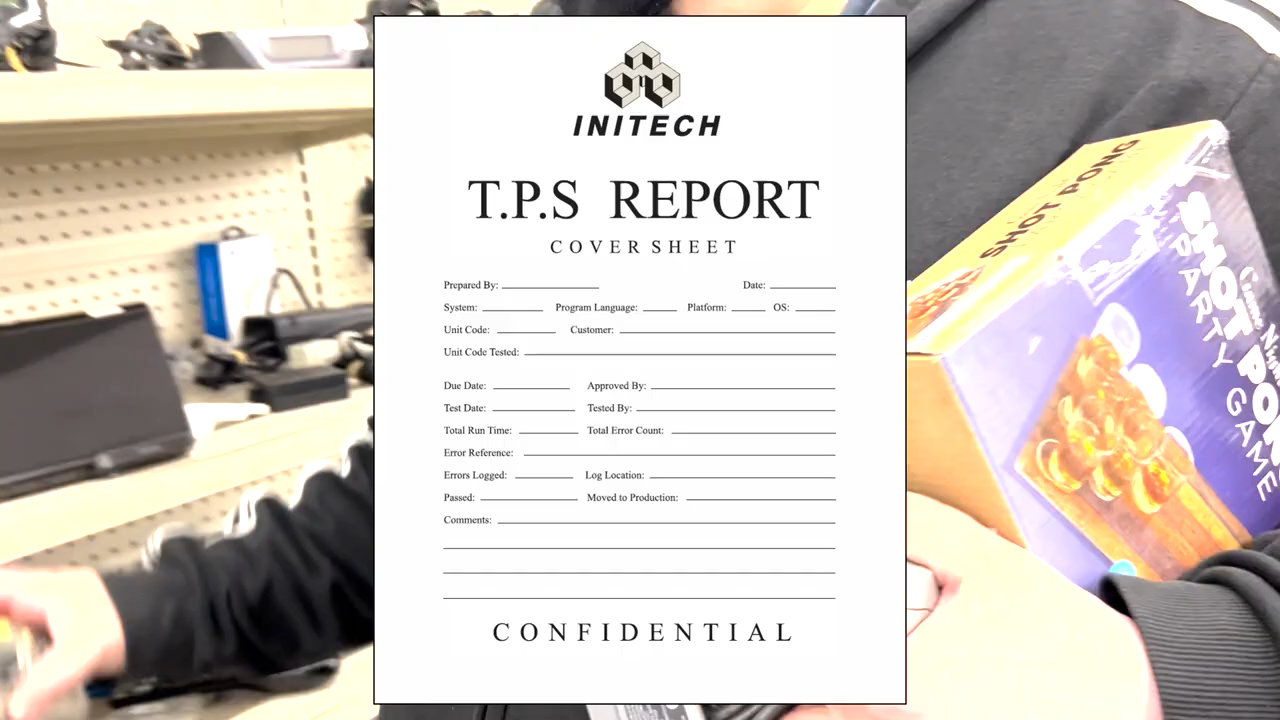 INITECH
T.P.S REPORT
COVER SHEET
Prepared By: Date:
System: Program Language: Platform: OS:
Unit Code: Customer:
Unit Code Tested:
Due Date: Approved By:
Test Date: Tested By:
Total Run Time: Total Error Count:
Error Reference:
Errors Logged: Log Location:
Passed: Moved to Production:
Comments:
CONFIDENTIAL
SHOT PONG
SHOT PONG
PARTY GAME